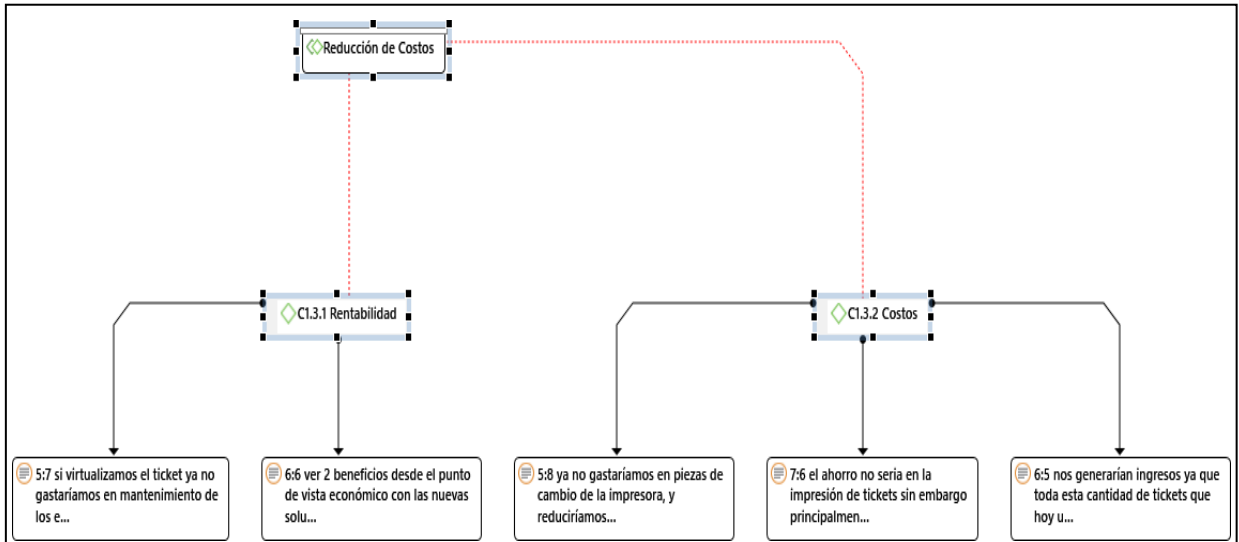 Reducción de Costos
C1.3.1 Rentabilidad
C1.3.2 Costos
5:7 si virtualizamos el ticket ya no
gastaríamos en mantenimiento de
los e...
6:6 ver 2 beneficios desde el punto
de vista económico con las nuevas
solu...
5:8 ya no gastaríamos en piezas de
cambio de la impresora, y
reduciríamos...
7:6 el ahorro no seria en la
impresión de tickets sin embargo
principalmen...
6:5 nos generarían ingresos ya que
toda esta cantidad de tickets que
hoy u...